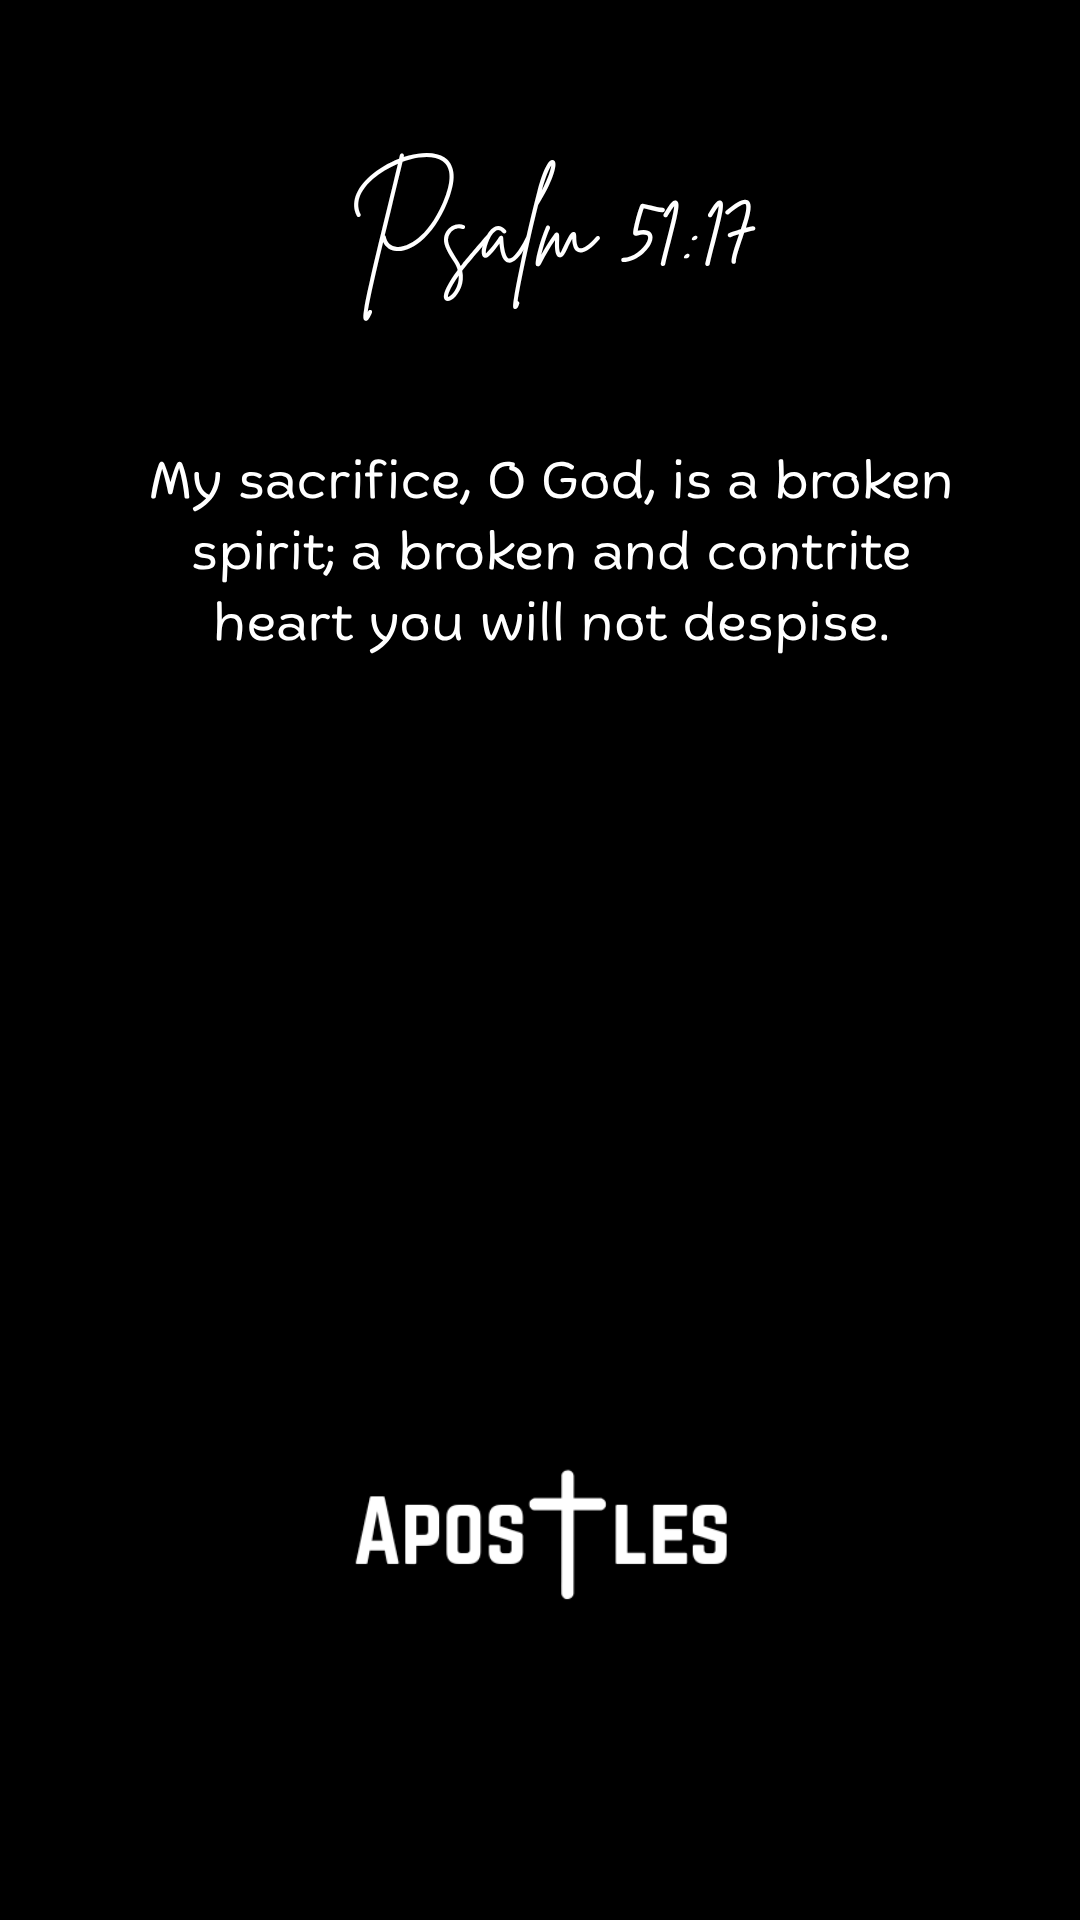 Psalm 51:17
My sacrifice, O God, is a broken
spirit; a broken and contrite
heart you will not despise.
APOSTLES